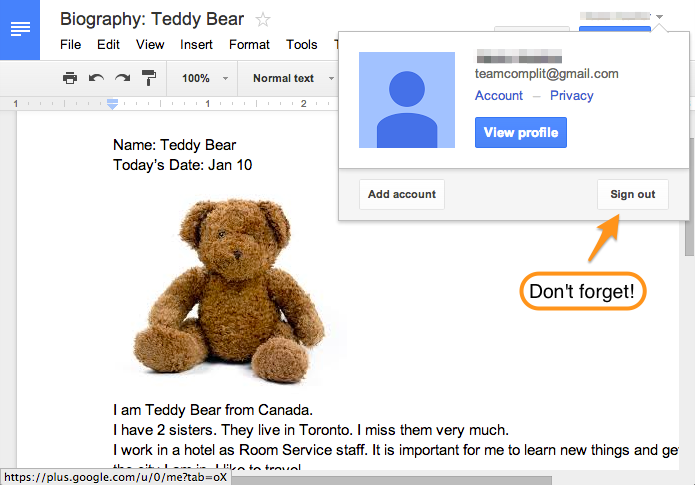 Biography: Teddy Bear
File Edit View Insert Format Tools
100% Normal text
teamcomplit@gmail.com
Account – Privacy
View profile
Add account Sign out
Don't forget!
1 1 2
Name: Teddy Bear
Today's Date: Jan 10
I am Teddy Bear from Canada.
I have 2 sisters. They live in Toronto. I miss them very much.
I work in a hotel as Room Service staff. It is important for me to learn new things and ge
the city I am in. I like to travel
https://plus.google.com/u/0/me?tab=oX